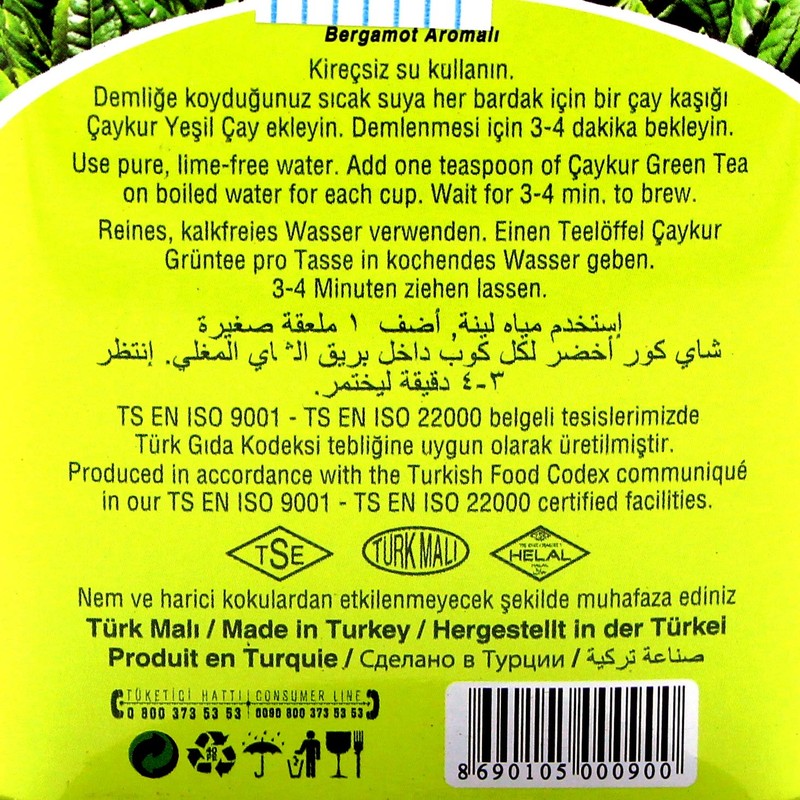 Bergamot Aromalı
Kireçsiz su kullanın.
Demliğe koyduğunuz sıcak suya her bardak için bir çay kaşığı
Çaykur Yeşil Çay ekleyin. Demlenmesi için 3-4 dakika bekleyin.
Use pure, lime-free water. Add one teaspoon of Çaykur Green Tea
on boiled water for each cup. Wait for 3-4 min. to brew.
Reines, kalkfreies Wasser verwenden. Einen Teelöffel Çaykur
Grüntee pro Tasse in kochendes Wasser geben.
3-4 Minuten ziehen lassen.
إستخدم مياه لينة, أضف ١ ملعقة صغيرة
شاي كور أخضر لكل كوب داخل بريق الشاي المغلي. إنتظر
٣-٤ دقيقة ليختمر.
TS EN ISO 9001 - TS EN ISO 22000 belgeli tesislerimizde
Türk Gıda Kodeksi tebliğine uygun olarak üretilmiştir.
Produced in accordance with the Turkish Food Codex communiqué
in our TS EN ISO 9001 - TS EN ISO 22000 certified facilities.
TSE TÜRK MALI HELAL
Nem ve harici kokulardan etkilenmeyecek şekilde muhafaza ediniz
Türk Malı / Made in Turkey / Hergestellt in der Türkei
Produit en Turquie / Сделано в Турции / صناعة تركية
TÜKETİCİ HATTI CONSUMER LINE
0 800 373 53 53 0090 800 373 53 53
8 690105 000900